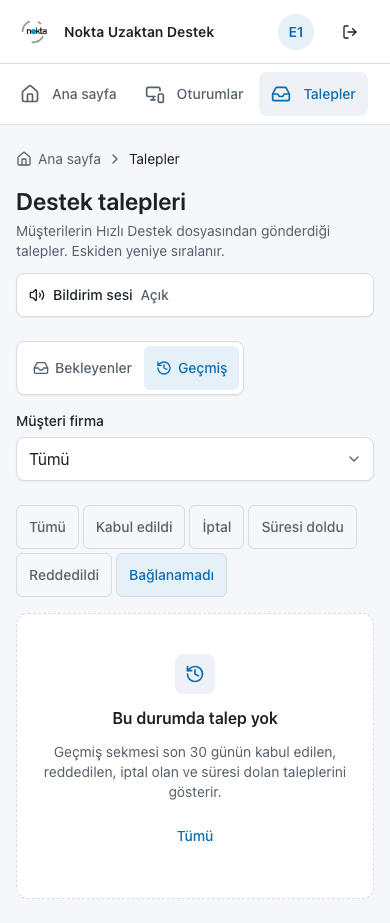 nokta
Nokta Uzaktan Destek
E1
Ana sayfa
Oturumlar
Talepler
Ana sayfa > Talepler
Destek talepleri
Müşterilerin Hızlı Destek dosyasından gönderdiği
talepler. Eskiden yeniye sıralanır.
Bildirim sesi Açık
Bekleyenler
Geçmiş
Müşteri firma
Tümü
Tümü
Kabul edildi
İptal
Süresi doldu
Reddedildi
Bağlanamadı
Bu durumda talep yok
Geçmiş sekmesi son 30 günün kabul edilen,
reddedilen, iptal olan ve süresi dolan taleplerini
gösterir.
Tümü